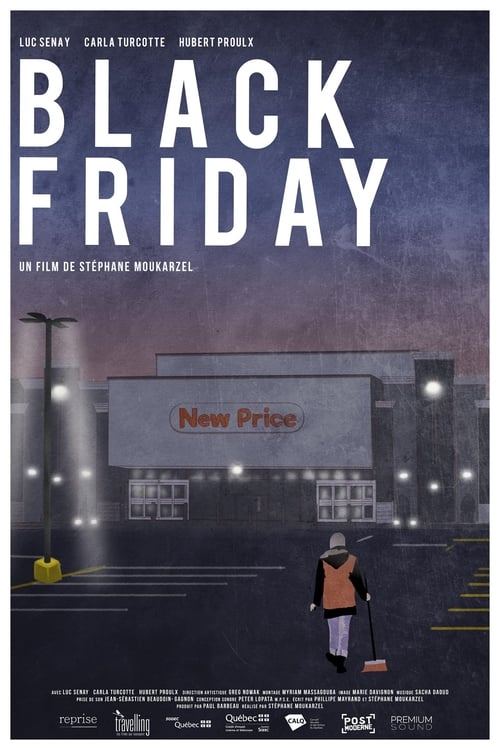 LUC SENAY CARLA TURCOTTE HUBERT PROULX
BLACK
FRIDAY
UN FILM DE STÉPHANE MOUKARZEL
New Price
AVEC LUC SENAY CARLA TURCOTTE HUBERT PROULX DIRECTION ARTISTIQUE GREG NOWAK MONTAGE MYRIAM MASSAGOUBA IMAGE MARIE DAVIGNON MUSIQUE SACHA DAOUD
PRISE DE SON JEAN-SÉBASTIEN BEAUDOIN-GAGNON CONCEPTION SONORE PETER LOPATA M.P.S.E. ÉCRIT PAR PHILLIPE MAYRAND ET STÉPHANE MOUKARZEL
PRODUIT PAR PAUL BARBEAU RÉALISÉ PAR STÉPHANE MOUKARZEL
reprise travelling SODEC Québec Québec CALQ POST MODERNE PREMIUM SOUND